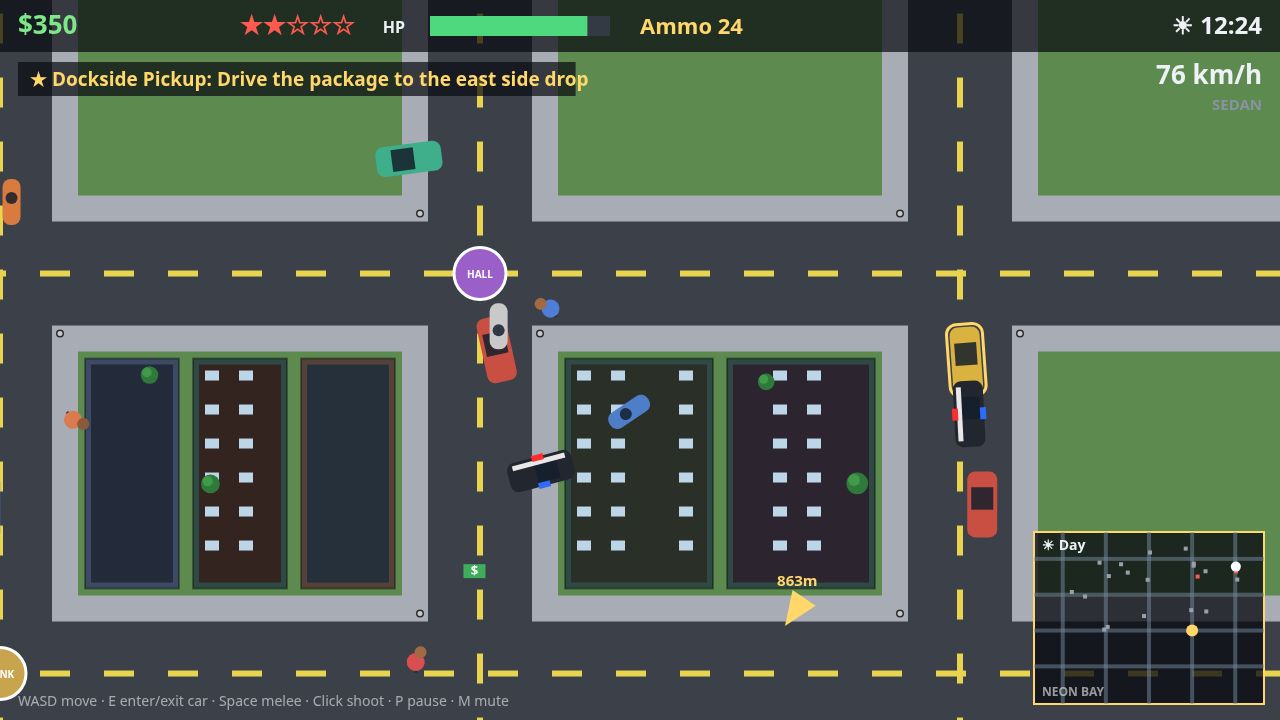 $350
★★☆☆☆ HP
Ammo 24
☀ 12:24
★ Dockside Pickup: Drive the package to the east side drop
76 km/h
SEDAN
HALL
$
863m
☀ Day
NK
NEON BAY
WASD move · E enter/exit car · Space melee · Click shoot · P pause · M mute